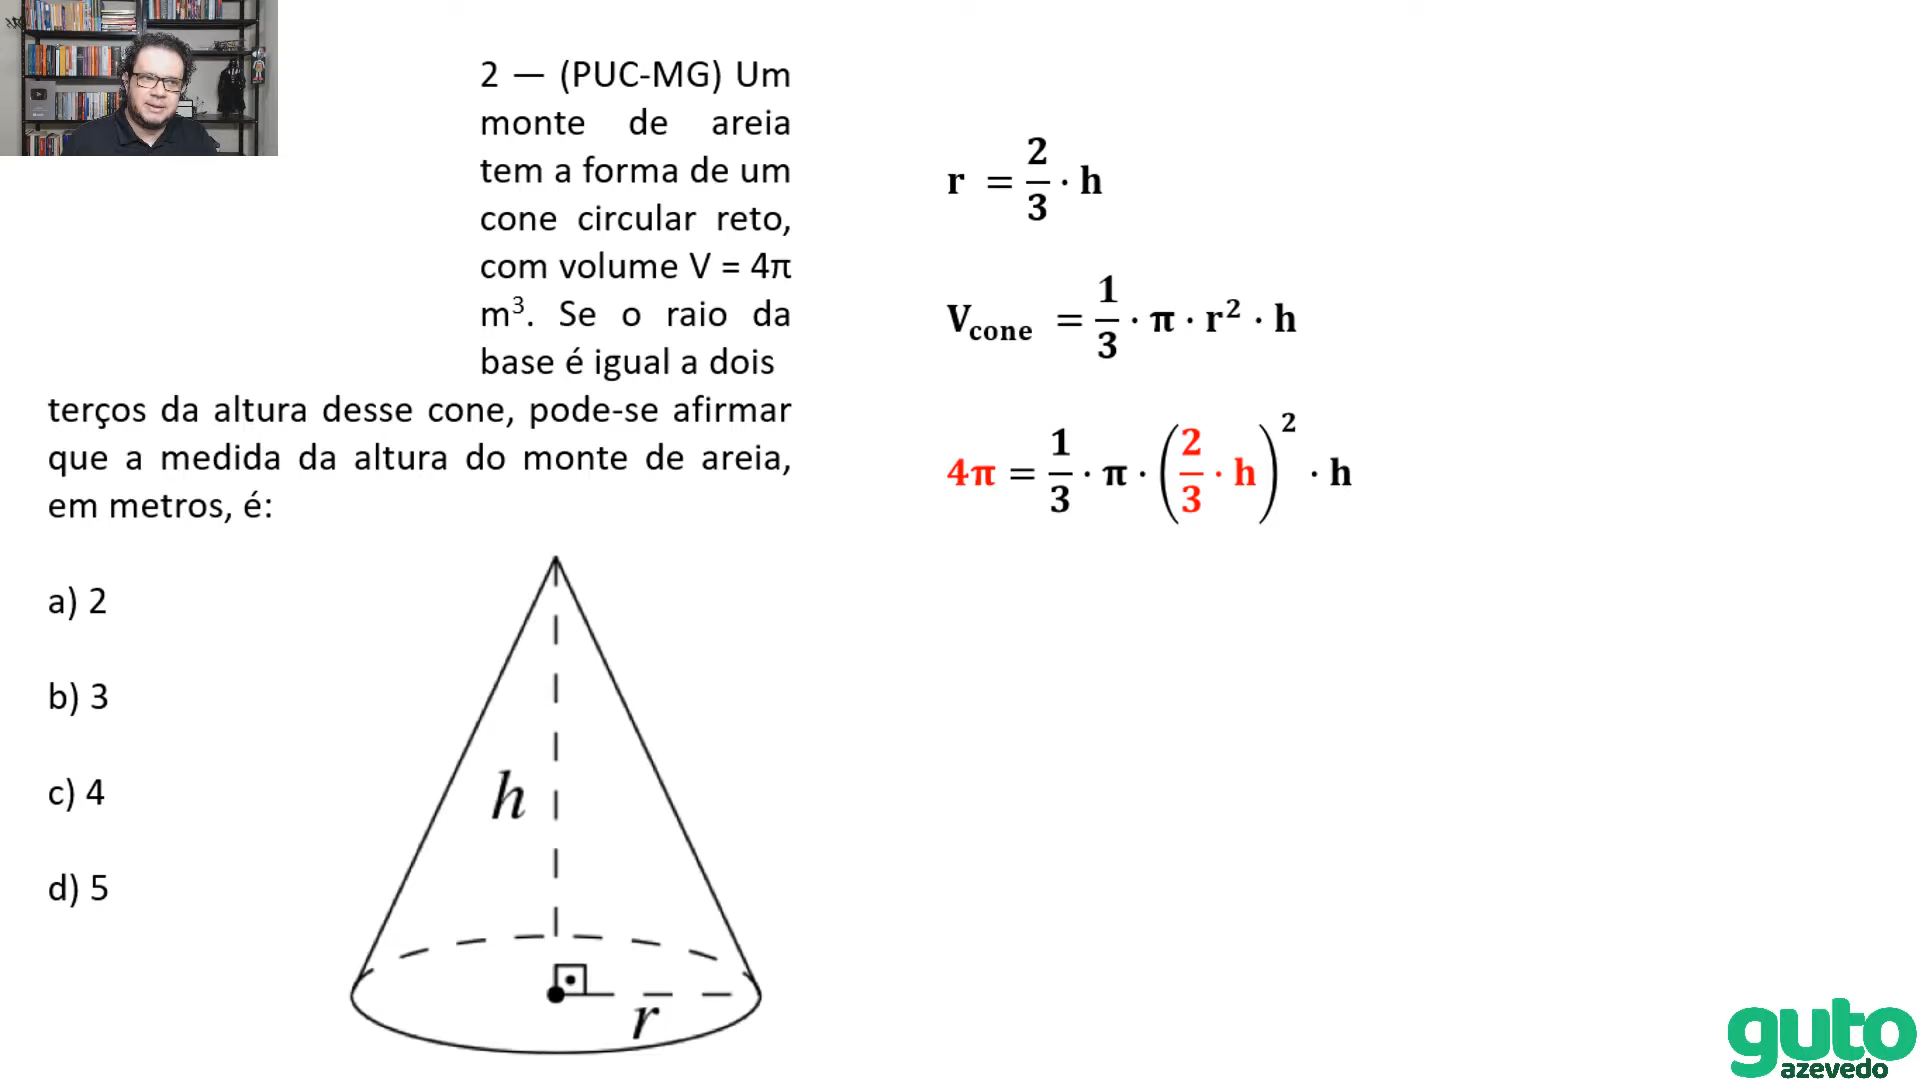 2 — (PUC-MG) Um
monte de areia
tem a forma de um
cone circular reto,
com volume V = 4π
m³. Se o raio da
base é igual a dois
terços da altura desse cone, pode-se afirmar
que a medida da altura do monte de areia,
em metros, é:
a) 2
b) 3
c) 4
d) 5
h
r
r = 2/3 · h
V_cone = 1/3 · π · r² · h
4π = 1/3 · π · (2/3 · h)² · h
guto
azevedo